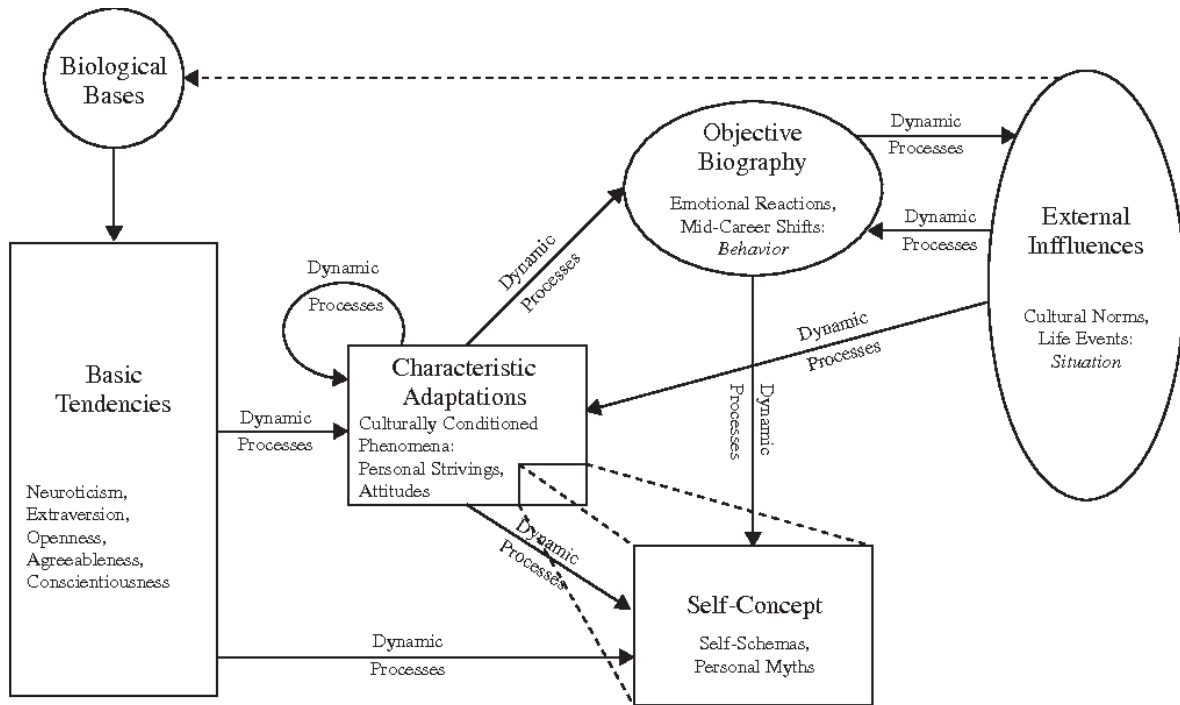 Biological
Bases
Objective
Biography
Emotional Reactions,
Mid-Career Shifts:
Behavior
Dynamic
Processes
Dynamic
Processes
External
Inffluences
Cultural Norms,
Life Events:
Situation
Dynamic
Processes
Dynamic
Processes
Dynamic
Processes
Basic
Tendencies
Neuroticism,
Extraversion,
Openness,
Agreeableness,
Conscientiousness
Dynamic
Processes
Characteristic
Adaptations
Culturally Conditioned
Phenomena:
Personal Strivings,
Attitudes
Dynamic
Processes
Dynamic
Processes
Self-Concept
Self-Schemas,
Personal Myths
Dynamic
Processes